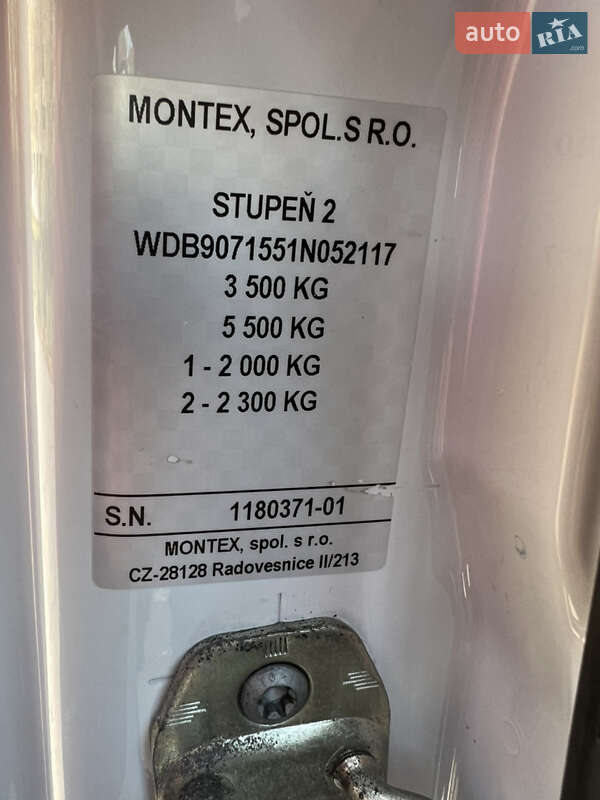 auto RIA .com
MONTEX, SPOL.S R.O.
STUPEŇ 2
WDB9071551N052117
3 500 KG
5 500 KG
1 - 2 000 KG
2 - 2 300 KG
S.N. 1180371-01
MONTEX, spol. s r.o.
CZ-28128 Radovesnice II/213